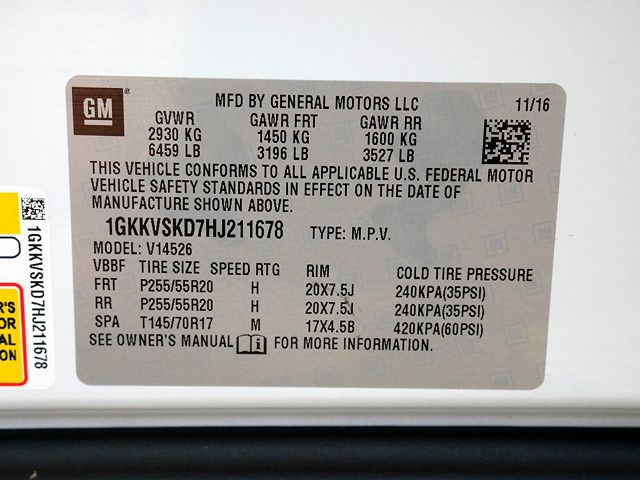 GM
®
MFD BY GENERAL MOTORS LLC 11/16
GVWR GAWR FRT GAWR RR
2930 KG 1450 KG 1600 KG
6459 LB 3196 LB 3527 LB
THIS VEHICLE CONFORMS TO ALL APPLICABLE U.S. FEDERAL MOTOR
VEHICLE SAFETY STANDARDS IN EFFECT ON THE DATE OF
MANUFACTURE SHOWN ABOVE.
1GKKVSKD7HJ211678 TYPE: M.P.V.
MODEL: V14526
VBBF TIRE SIZE SPEED RTG RIM COLD TIRE PRESSURE
FRT P255/55R20 H 20X7.5J 240KPA(35PSI)
RR P255/55R20 H 20X7.5J 240KPA(35PSI)
SPA T145/70R17 M 17X4.5B 420KPA(60PSI)
SEE OWNER'S MANUAL FOR MORE INFORMATION.
1GKKVSKD7HJ211678
R'S
OR
AL
ION